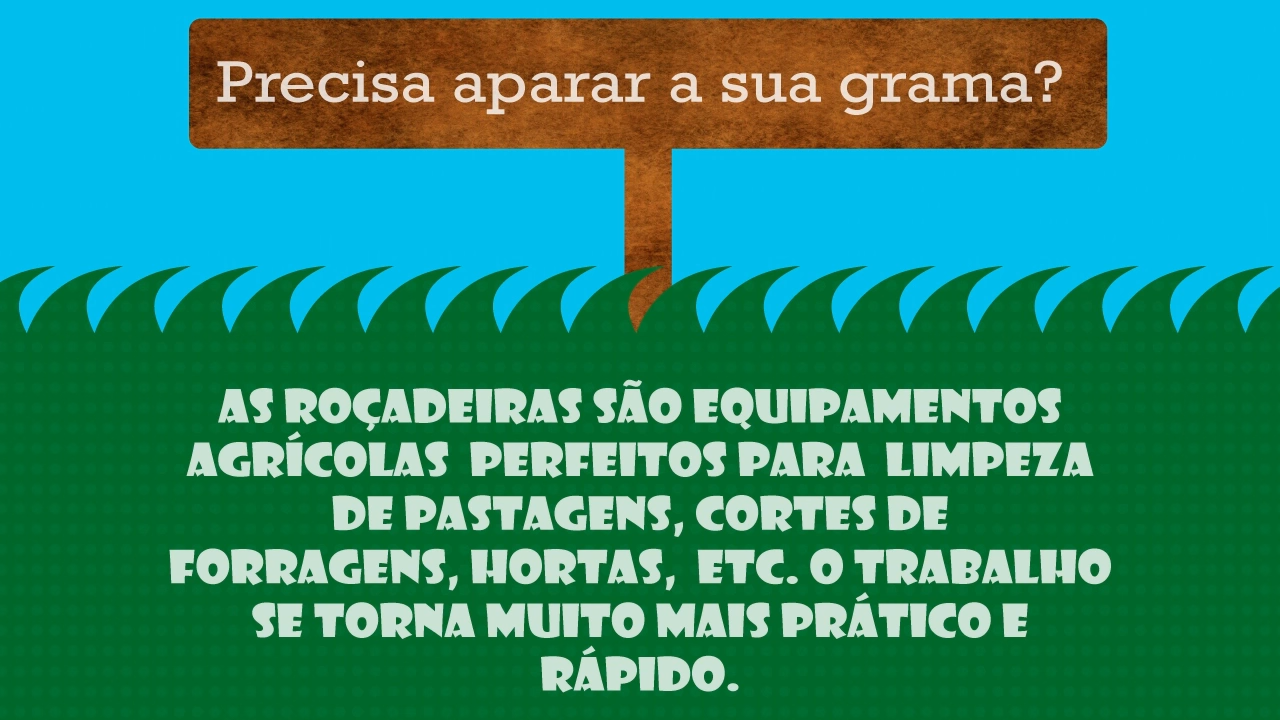 Precisa aparar a sua grama?
AS ROÇADEIRAS SÃO EQUIPAMENTOS
AGRÍCOLAS PERFEITOS PARA LIMPEZA
DE PASTAGENS, CORTES DE
FORRAGENS, HORTAS, ETC. O TRABALHO
SE TORNA MUITO MAIS PRÁTICO E
RÁPIDO.